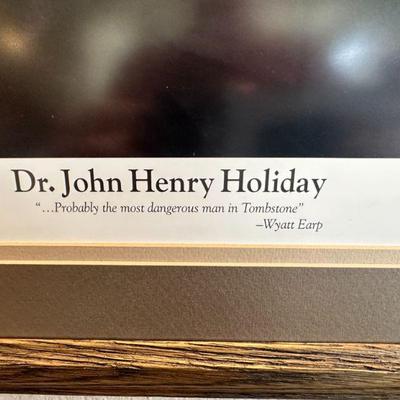 Dr. John Henry Holiday
“…Probably the most dangerous man in Tombstone”
–Wyatt Earp